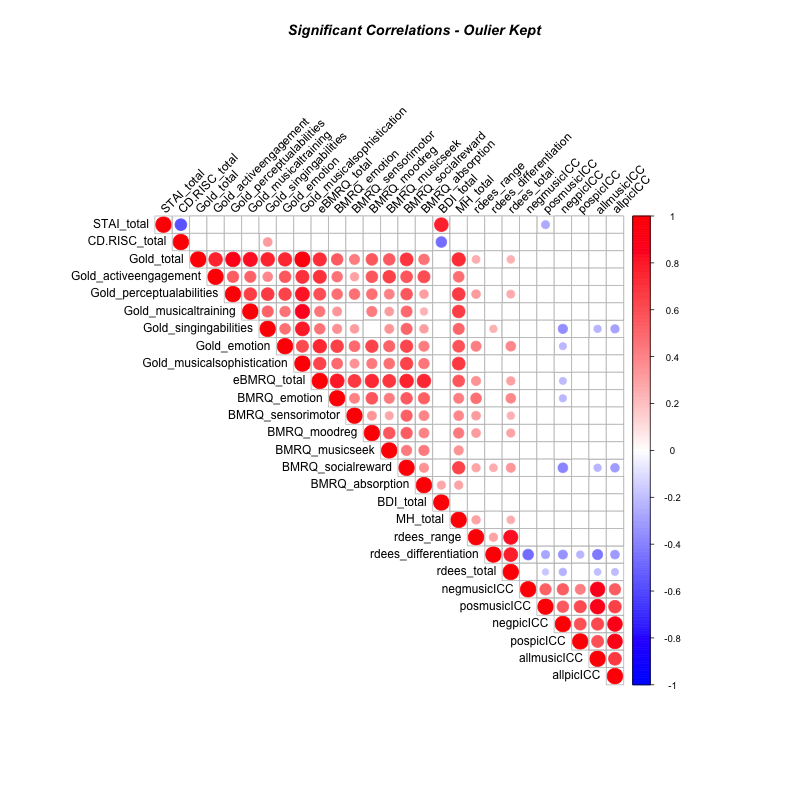 Significant Correlations - Oulier Kept
STAI_total
CD.RISC_total
Gold_total
Gold_activeengagement
Gold_perceptualabilities
Gold_musicaltraining
Gold_singingabilities
Gold_emotion
Gold_musicalsophistication
eBMRQ_total
BMRQ_emotion
BMRQ_sensorimotor
BMRQ_moodreg
BMRQ_musicseek
BMRQ_socialreward
BMRQ_absorption
BDI_total
MH_total
rdees_range
rdees_differentiation
rdees_total
negmusicICC
posmusicICC
negpicICC
pospicICC
allmusicICC
allpicICC
STAI_total
CD.RISC_total
Gold_total
Gold_activeengagement
Gold_perceptualabilities
Gold_musicaltraining
Gold_singingabilities
Gold_emotion
Gold_musicalsophistication
eBMRQ_total
BMRQ_emotion
BMRQ_sensorimotor
BMRQ_moodreg
BMRQ_musicseek
BMRQ_socialreward
BMRQ_absorption
BDI_total
MH_total
rdees_range
rdees_differentiation
rdees_total
negmusicICC
posmusicICC
negpicICC
pospicICC
allmusicICC
allpicICC
1
0.8
0.6
0.4
0.2
0
-0.2
-0.4
-0.6
-0.8
-1